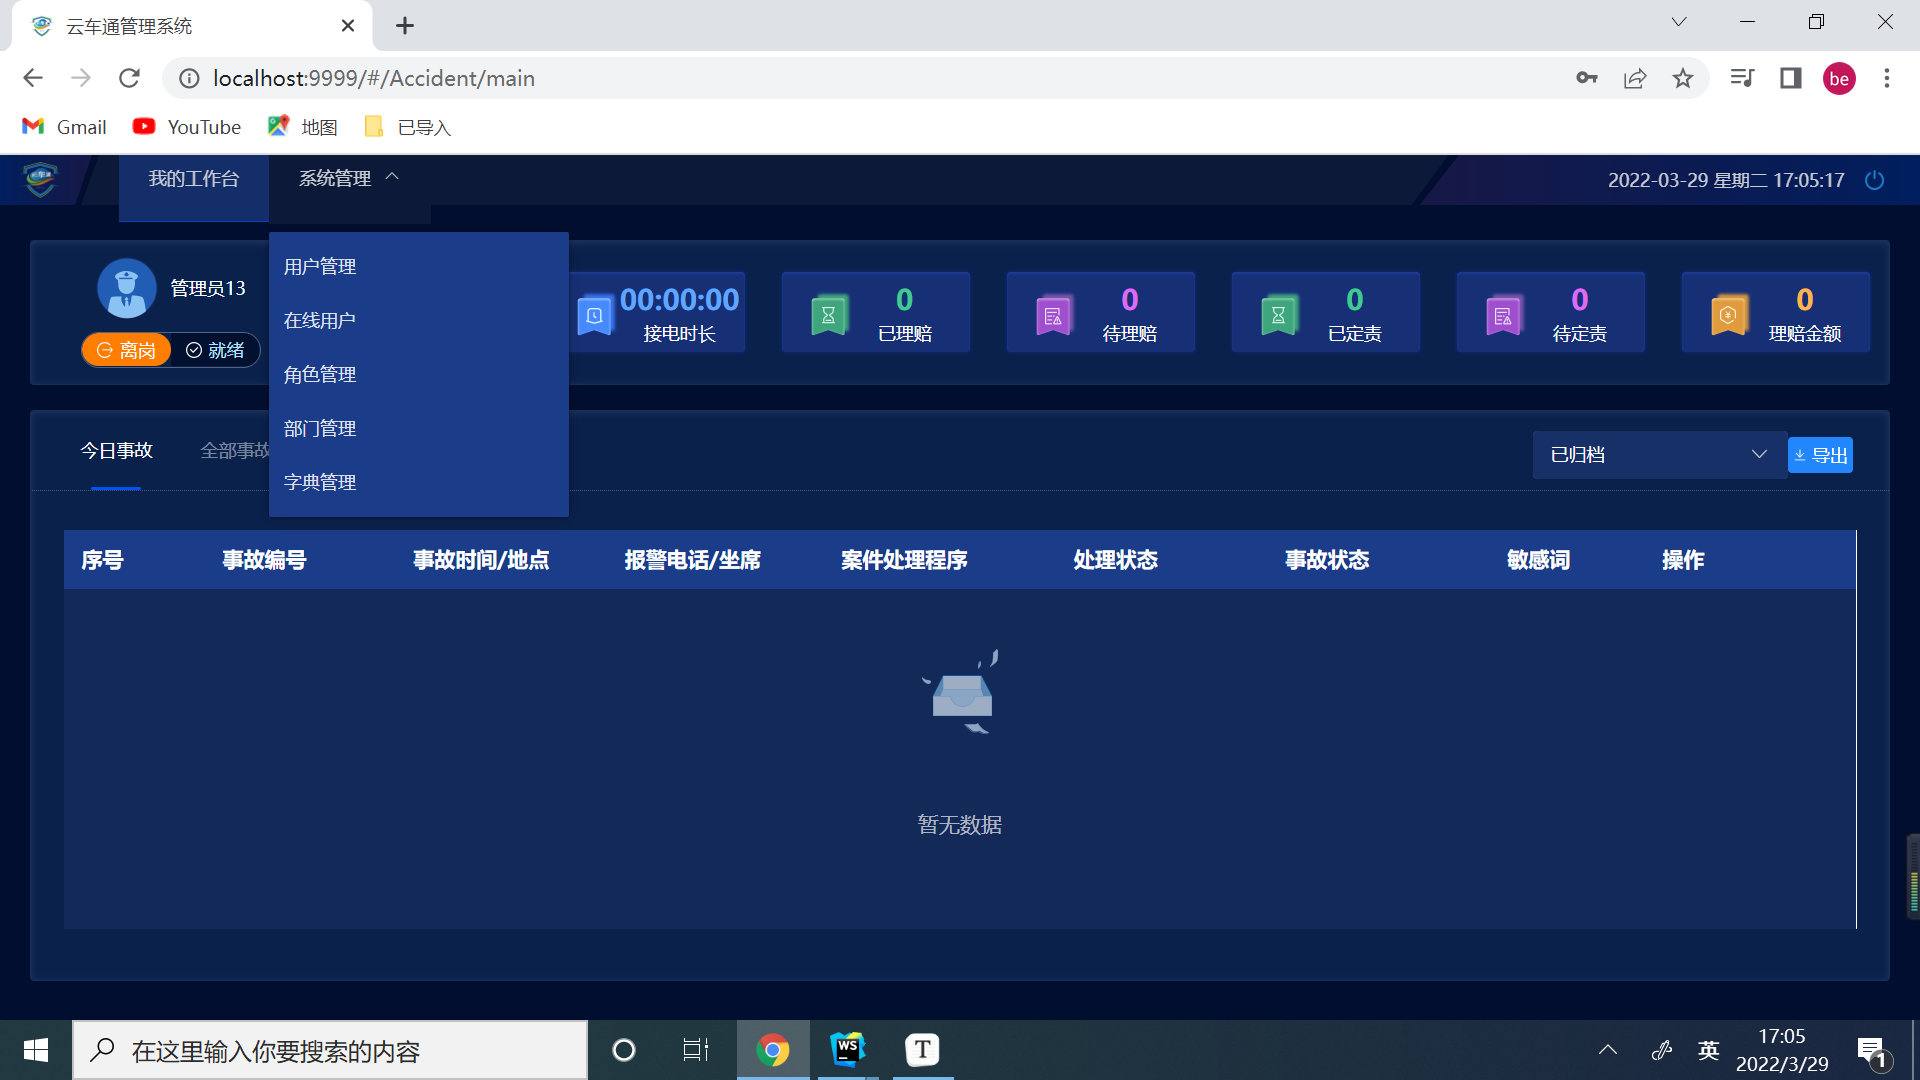 云车通管理系统
localhost:9999/#/Accident/main
be
Gmail
YouTube
地图
已导入
我的工作台
系统管理
2022-03-29 星期二 17:05:17
用户管理
在线用户
角色管理
部门管理
字典管理
管理员13
离岗
就绪
00:00:00
接电时长
0
已理赔
0
待理赔
0
已定责
0
待定责
0
理赔金额
今日事故
全部事故
已归档
导出
序号 事故编号 事故时间/地点 报警电话/坐席 案件处理程序 处理状态 事故状态 敏感词 操作
暂无数据
在这里输入你要搜索的内容
WS
T
英
17:05
2022/3/29
1